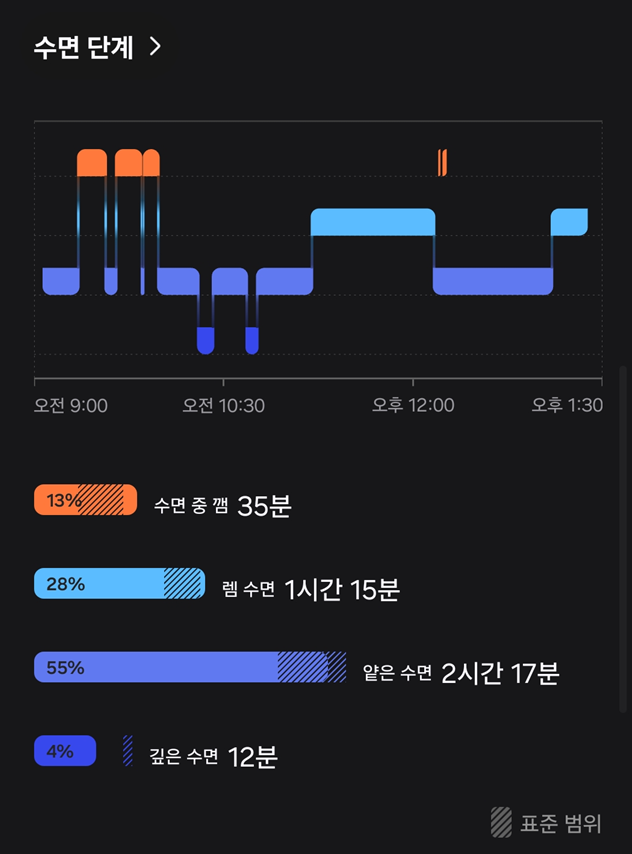 수면 단계
오전 9:00 오전 10:30 오후 12:00 오후 1:30
13% 수면 중 깸 35분
28% 렘 수면 1시간 15분
55% 얕은 수면 2시간 17분
4% 깊은 수면 12분
표준 범위